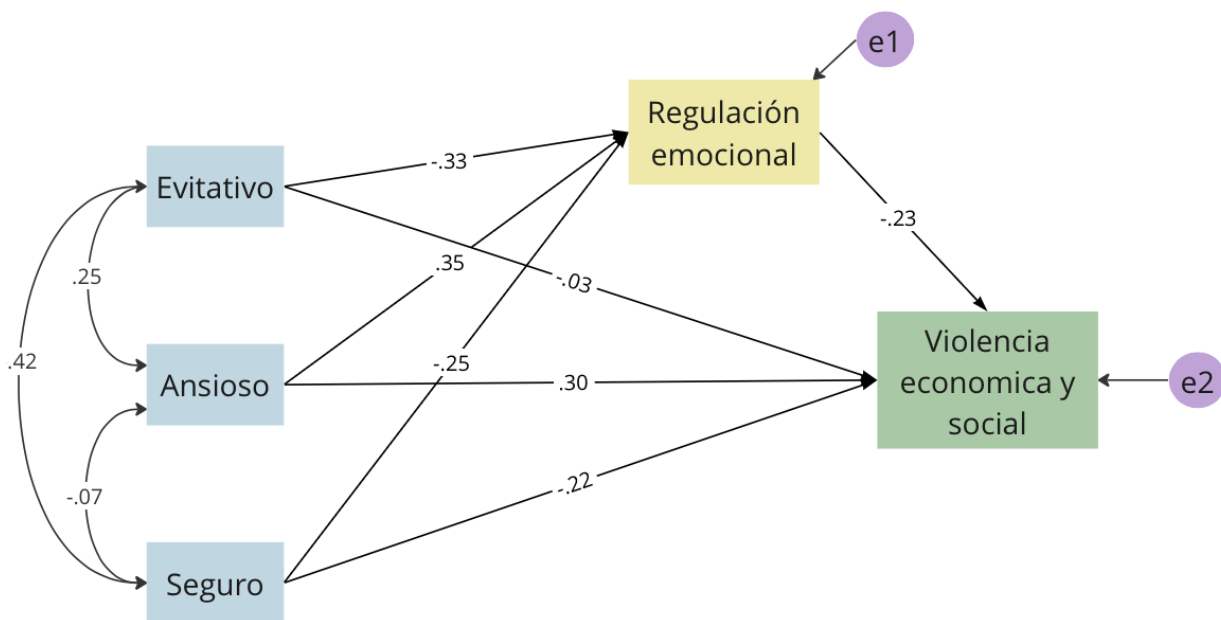 e1
Regulación
emocional
-.33
Evitativo
-.23
.25
.35
-.03
Violencia
economica y
social
.42
Ansioso
-.25
.30
e2
-.07
-.22
Seguro